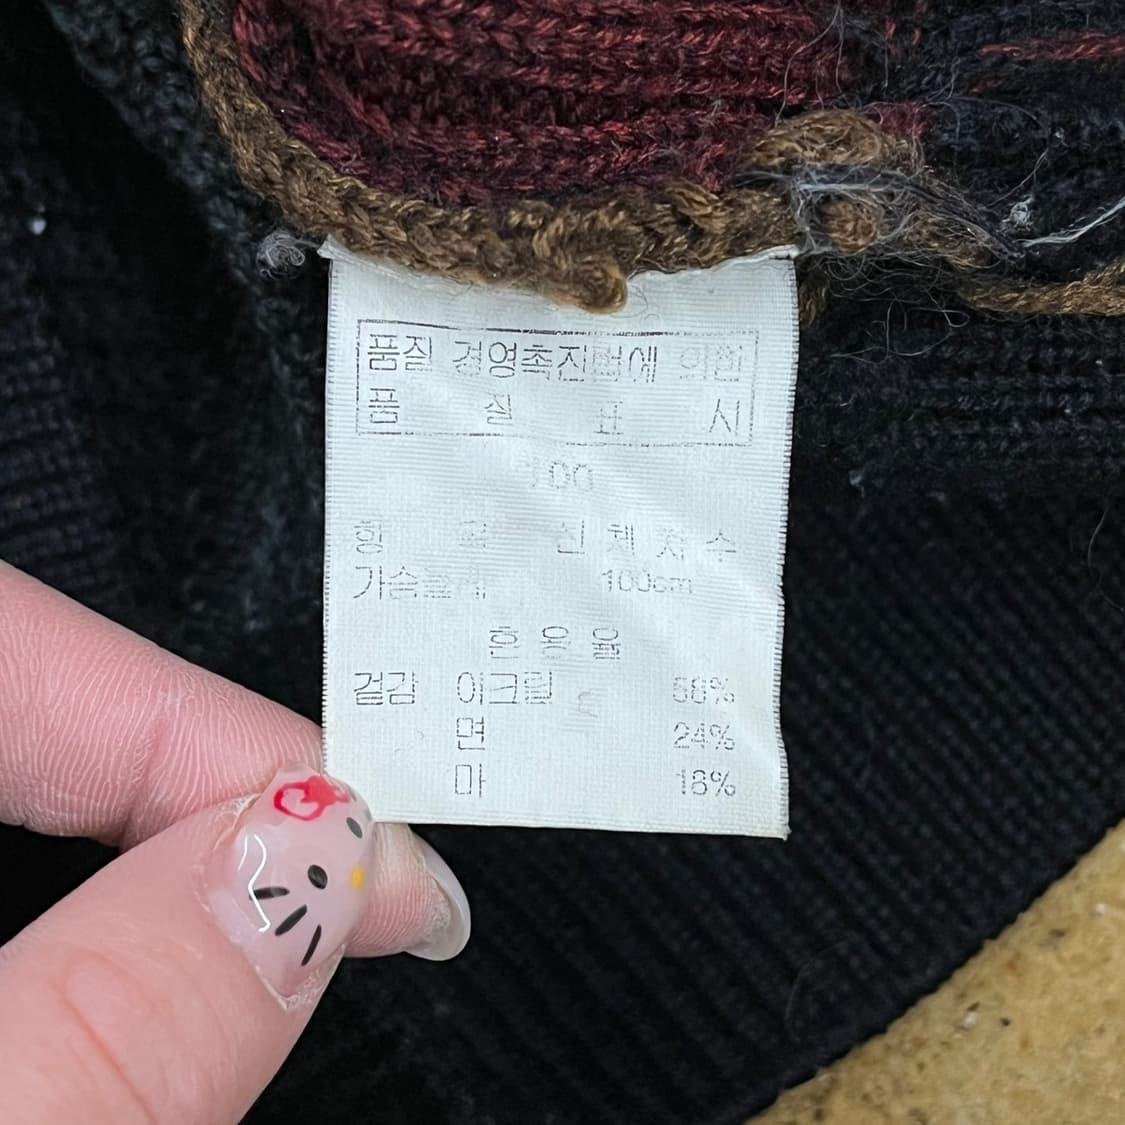 품질 경영촉진법에 의한
품 질 표 시
100
항 목 신 체 치 수
가슴둘레 100cm
혼 용 율
겉감 아크릴 58%
면 24%
마 18%